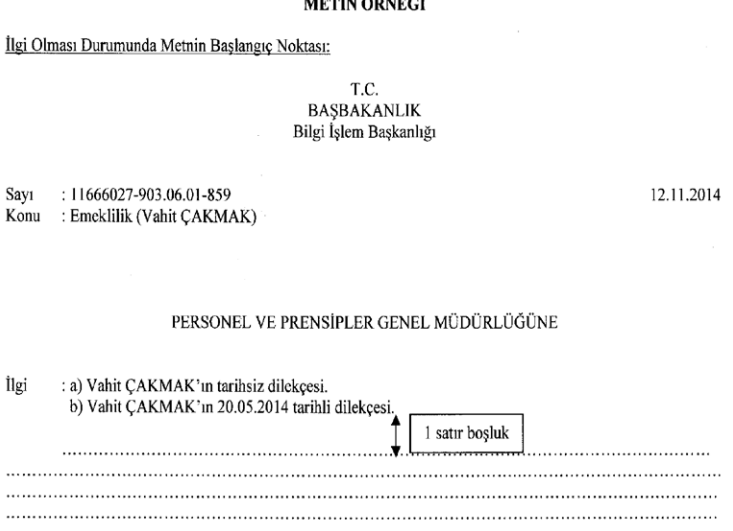 METİN ÖRNEĞİ
İlgi Olması Durumunda Metnin Başlangıç Noktası:
T.C.
BAŞBAKANLIK
Bilgi İşlem Başkanlığı
Sayı : 11666027-903.06.01-859 12.11.2014
Konu : Emeklilik (Vahit ÇAKMAK)
PERSONEL VE PRENSİPLER GENEL MÜDÜRLÜĞÜNE
İlgi : a) Vahit ÇAKMAK'ın tarihsiz dilekçesi.
b) Vahit ÇAKMAK'ın 20.05.2014 tarihli dilekçesi.
1 satır boşluk